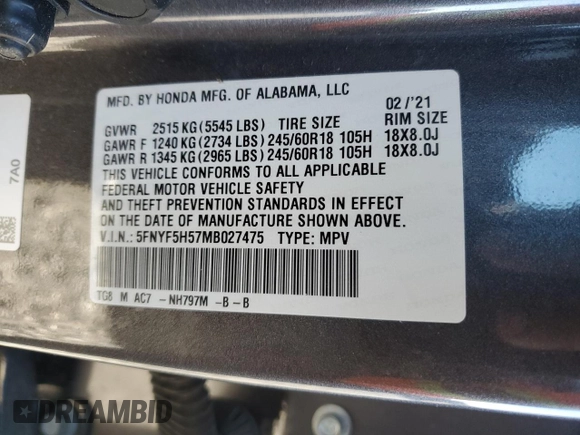 MFD. BY HONDA MFG. OF ALABAMA, LLC
02/'21
GVWR 2515 KG (5545 LBS) TIRE SIZE RIM SIZE
GAWR F 1240 KG (2734 LBS) 245/60R18 105H 18X8.0J
GAWR R 1345 KG (2965 LBS) 245/60R18 105H 18X8.0J
THIS VEHICLE CONFORMS TO ALL APPLICABLE
FEDERAL MOTOR VEHICLE SAFETY
AND THEFT PREVENTION STANDARDS IN EFFECT
ON THE DATE OF MANUFACTURE SHOWN ABOVE.
V.I.N.: 5FNYF5H57MB027475 TYPE: MPV
TG8 M AC7 - NH797M -B - B
7A0
DREAMBID